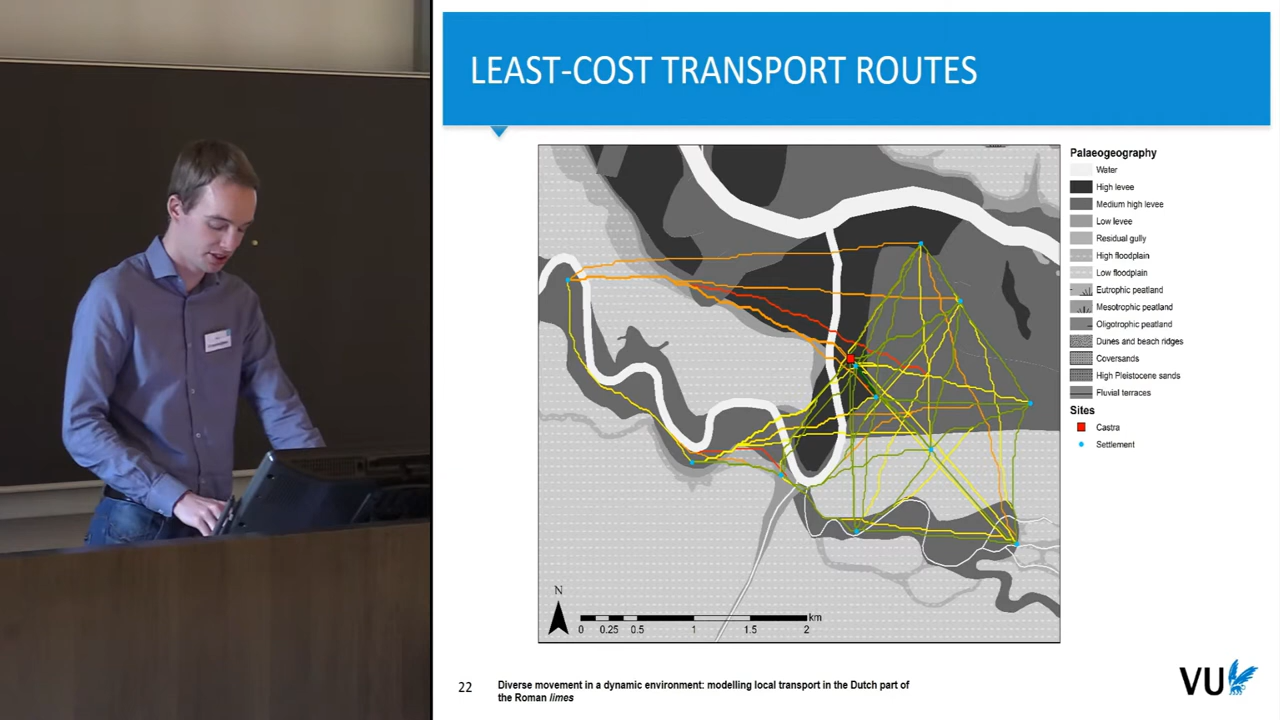 LEAST-COST TRANSPORT ROUTES
Palaeogeography
Water
High levee
Medium high levee
Low levee
Residual gully
High floodplain
Low floodplain
Eutrophic peatland
Mesotrophic peatland
Oligotrophic peatland
Dunes and beach ridges
Coversands
High Pleistocene sands
Fluvial terraces
Sites
Castra
Settlement
N
km
0 0.25 0.5 1 1.5 2
22
Diverse movement in a dynamic environment: modelling local transport in the Dutch part of
the Roman limes
VU